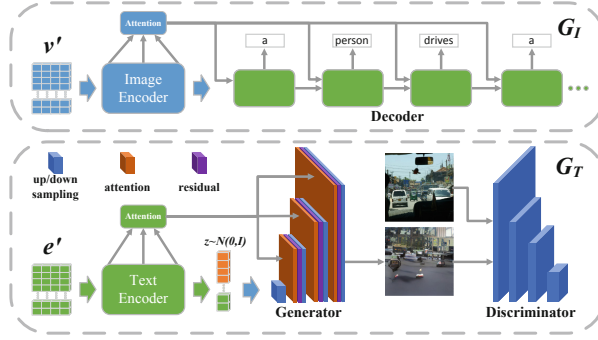 Attention
G_I
v'
a
person
drives
a
Image
Encoder
Decoder
G_T
up/down
sampling
attention
residual
Attention
e'
z~N(0,I)
Text
Encoder
Generator
Discriminator